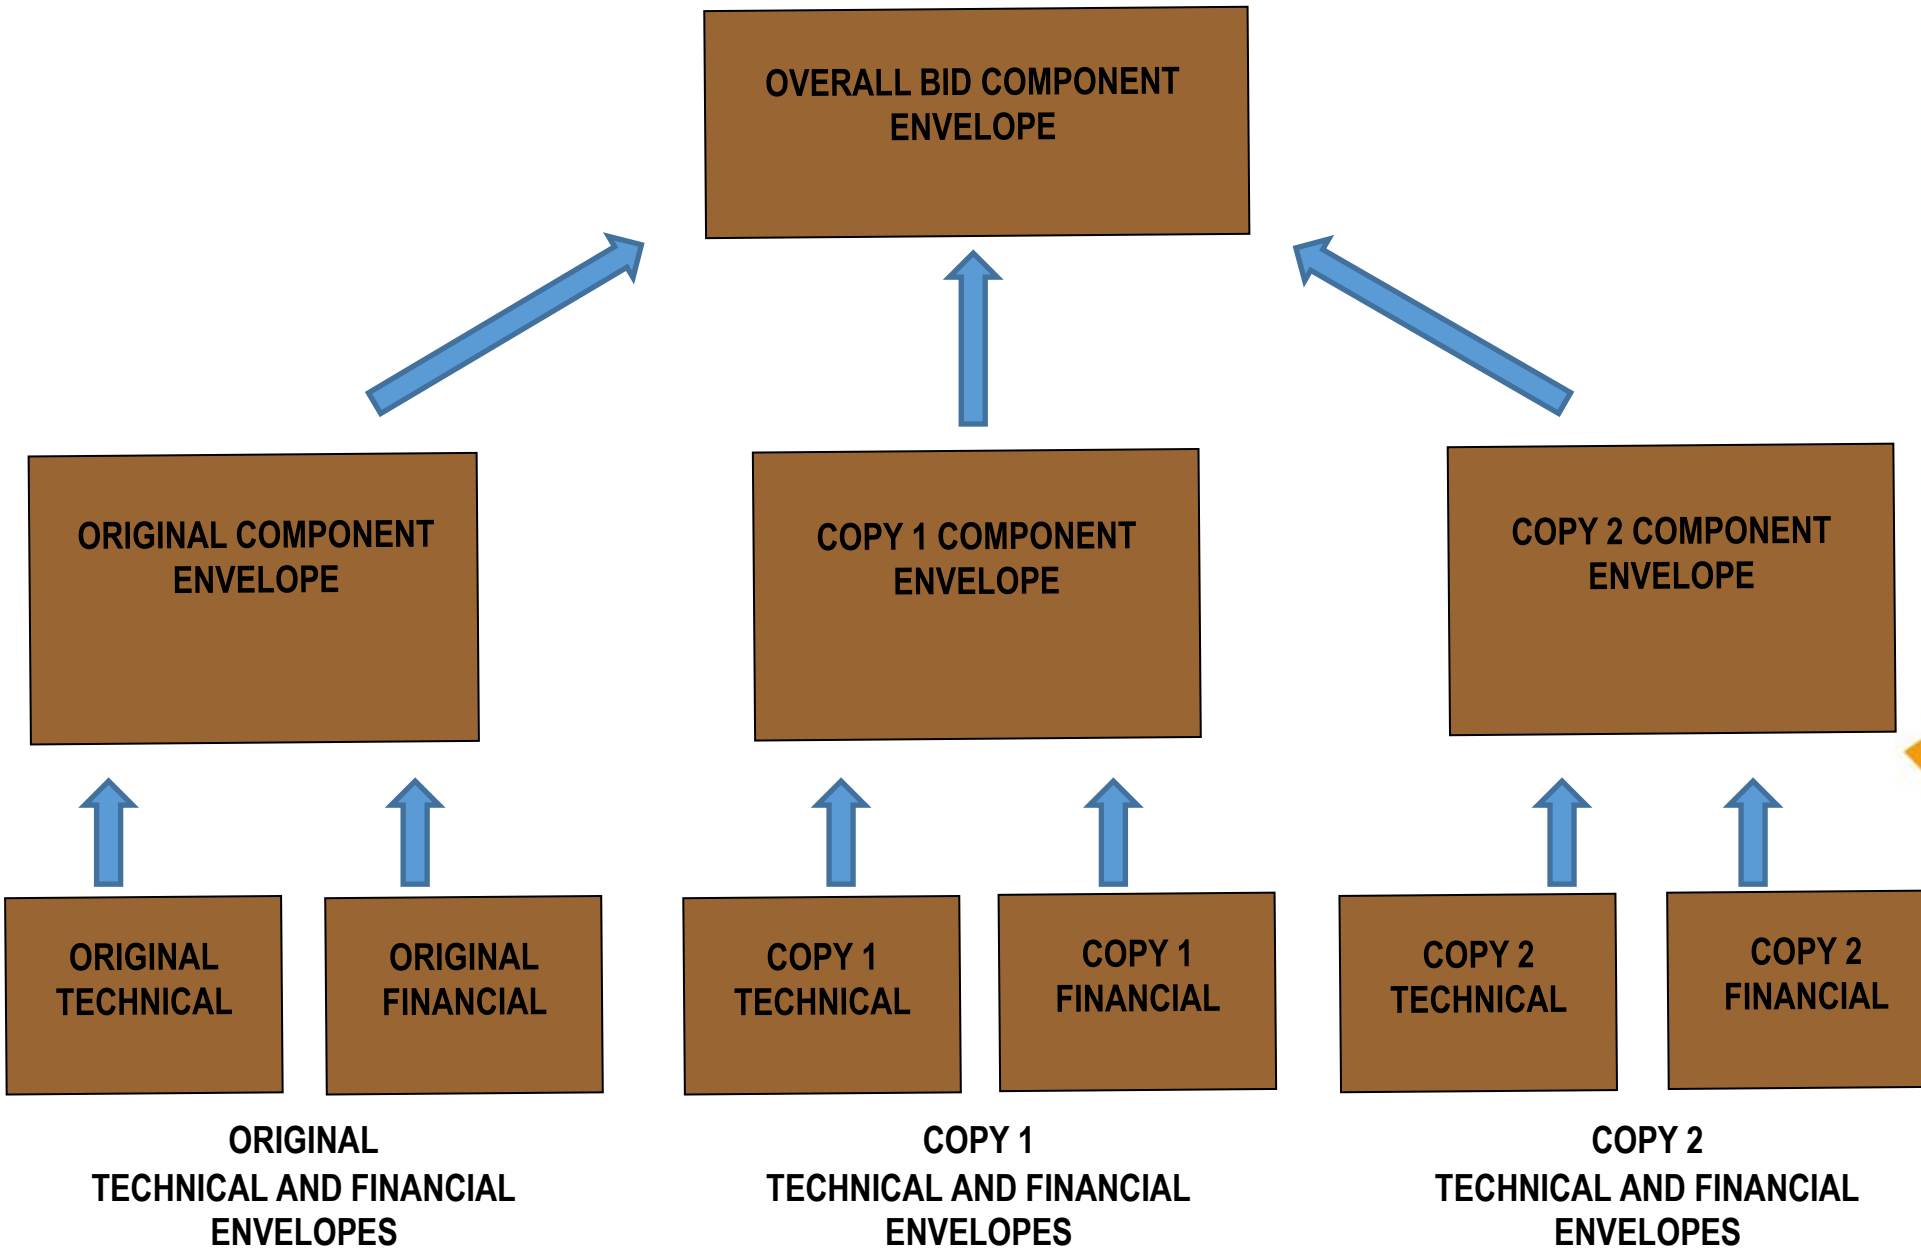 OVERALL BID COMPONENT
ENVELOPE
ORIGINAL COMPONENT
ENVELOPE
COPY 1 COMPONENT
ENVELOPE
COPY 2 COMPONENT
ENVELOPE
ORIGINAL
TECHNICAL
ORIGINAL
FINANCIAL
COPY 1
TECHNICAL
COPY 1
FINANCIAL
COPY 2
TECHNICAL
COPY 2
FINANCIAL
ORIGINAL
TECHNICAL AND FINANCIAL
ENVELOPES
COPY 1
TECHNICAL AND FINANCIAL
ENVELOPES
COPY 2
TECHNICAL AND FINANCIAL
ENVELOPES